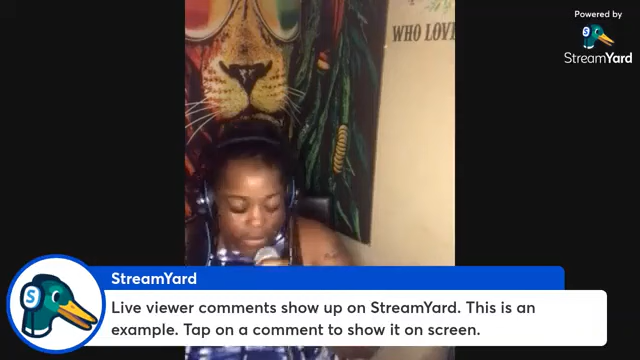 Powered by
StreamYard
WHO LOV
StreamYard
Live viewer comments show up on StreamYard. This is an
example. Tap on a comment to show it on screen.